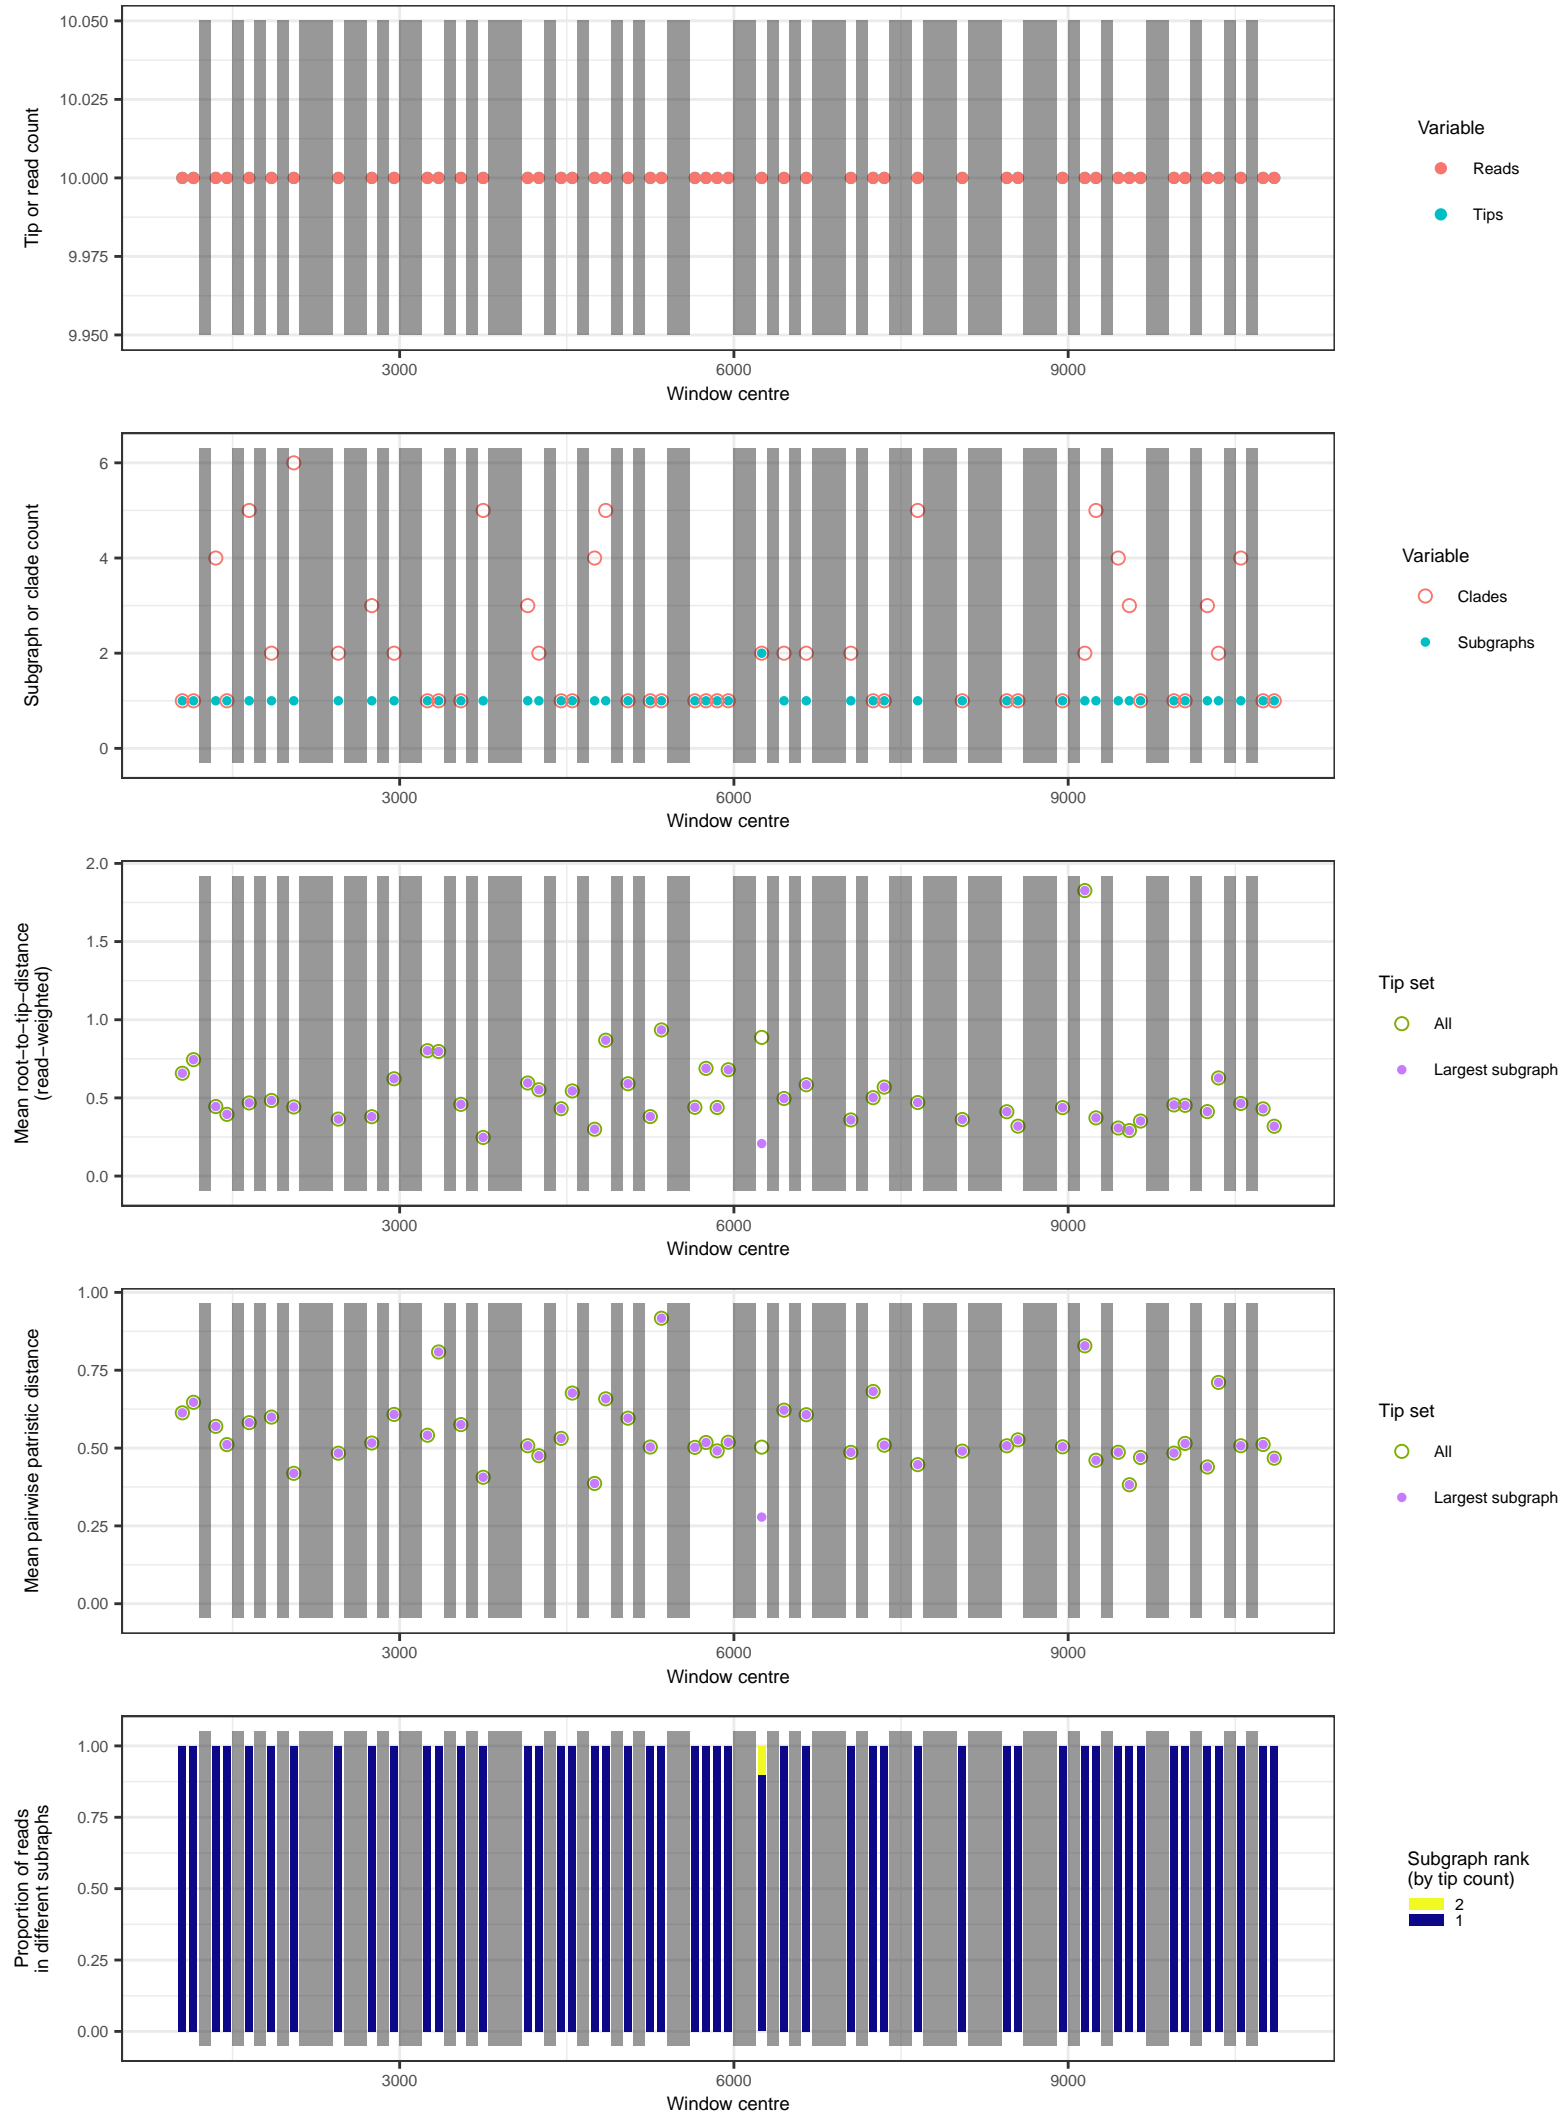 10.050
10.025
10.000
9.975
9.950
Tip or read count
3000
6000
9000
Window centre
Variable
Reads
Tips
6
4
2
0
Subgraph or clade count
3000
6000
9000
Window centre
Variable
Clades
Subgraphs
2.0
1.5
1.0
0.5
0.0
Mean root−to−tip−distance
(read−weighted)
3000
6000
9000
Window centre
Tip set
All
Largest subgraph
1.00
0.75
0.50
0.25
0.00
Mean pairwise patristic distance
3000
6000
9000
Window centre
Tip set
All
Largest subgraph
1.00
0.75
0.50
0.25
0.00
Proportion of reads
in different subraphs
3000
6000
9000
Window centre
Subgraph rank
(by tip count)
2
1